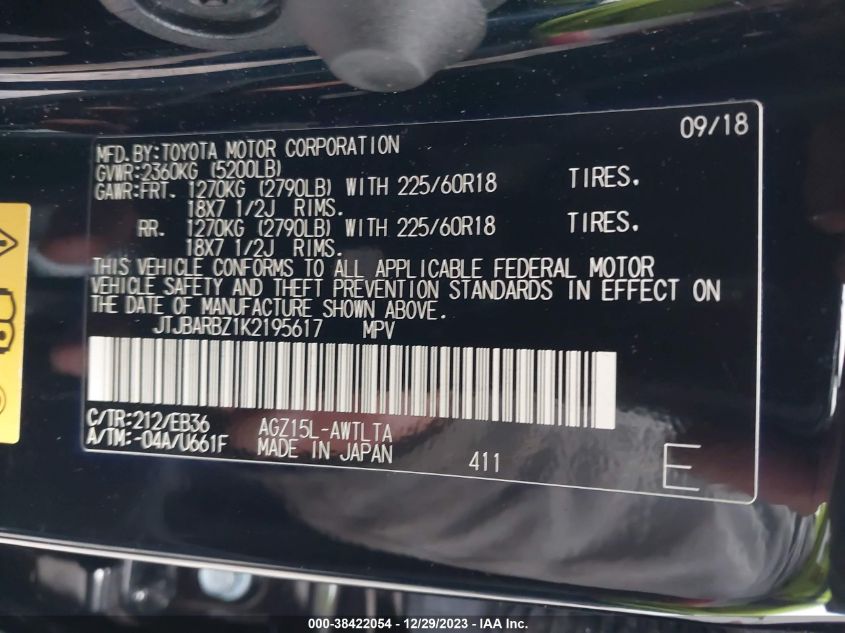 09/18
MFD.BY:TOYOTA MOTOR CORPORATION
GVWR:2360KG (5200LB)
GAWR:FRT. 1270KG (2790LB) WITH 225/60R18 TIRES.
18X7 1/2J RIMS.
RR. 1270KG (2790LB) WITH 225/60R18 TIRES.
18X7 1/2J RIMS.
THIS VEHICLE CONFORMS TO ALL APPLICABLE FEDERAL MOTOR
VEHICLE SAFETY AND THEFT PREVENTION STANDARDS IN EFFECT ON
THE DATE OF MANUFACTURE SHOWN ABOVE.
JTJBARBZ1K2195617 MPV
C/TR:212/EB36 AGZ15L-AWTLTA
A/TM:-04A/U661F MADE IN JAPAN 411 E
000-38422054 - 12/29/2023 - IAA Inc.